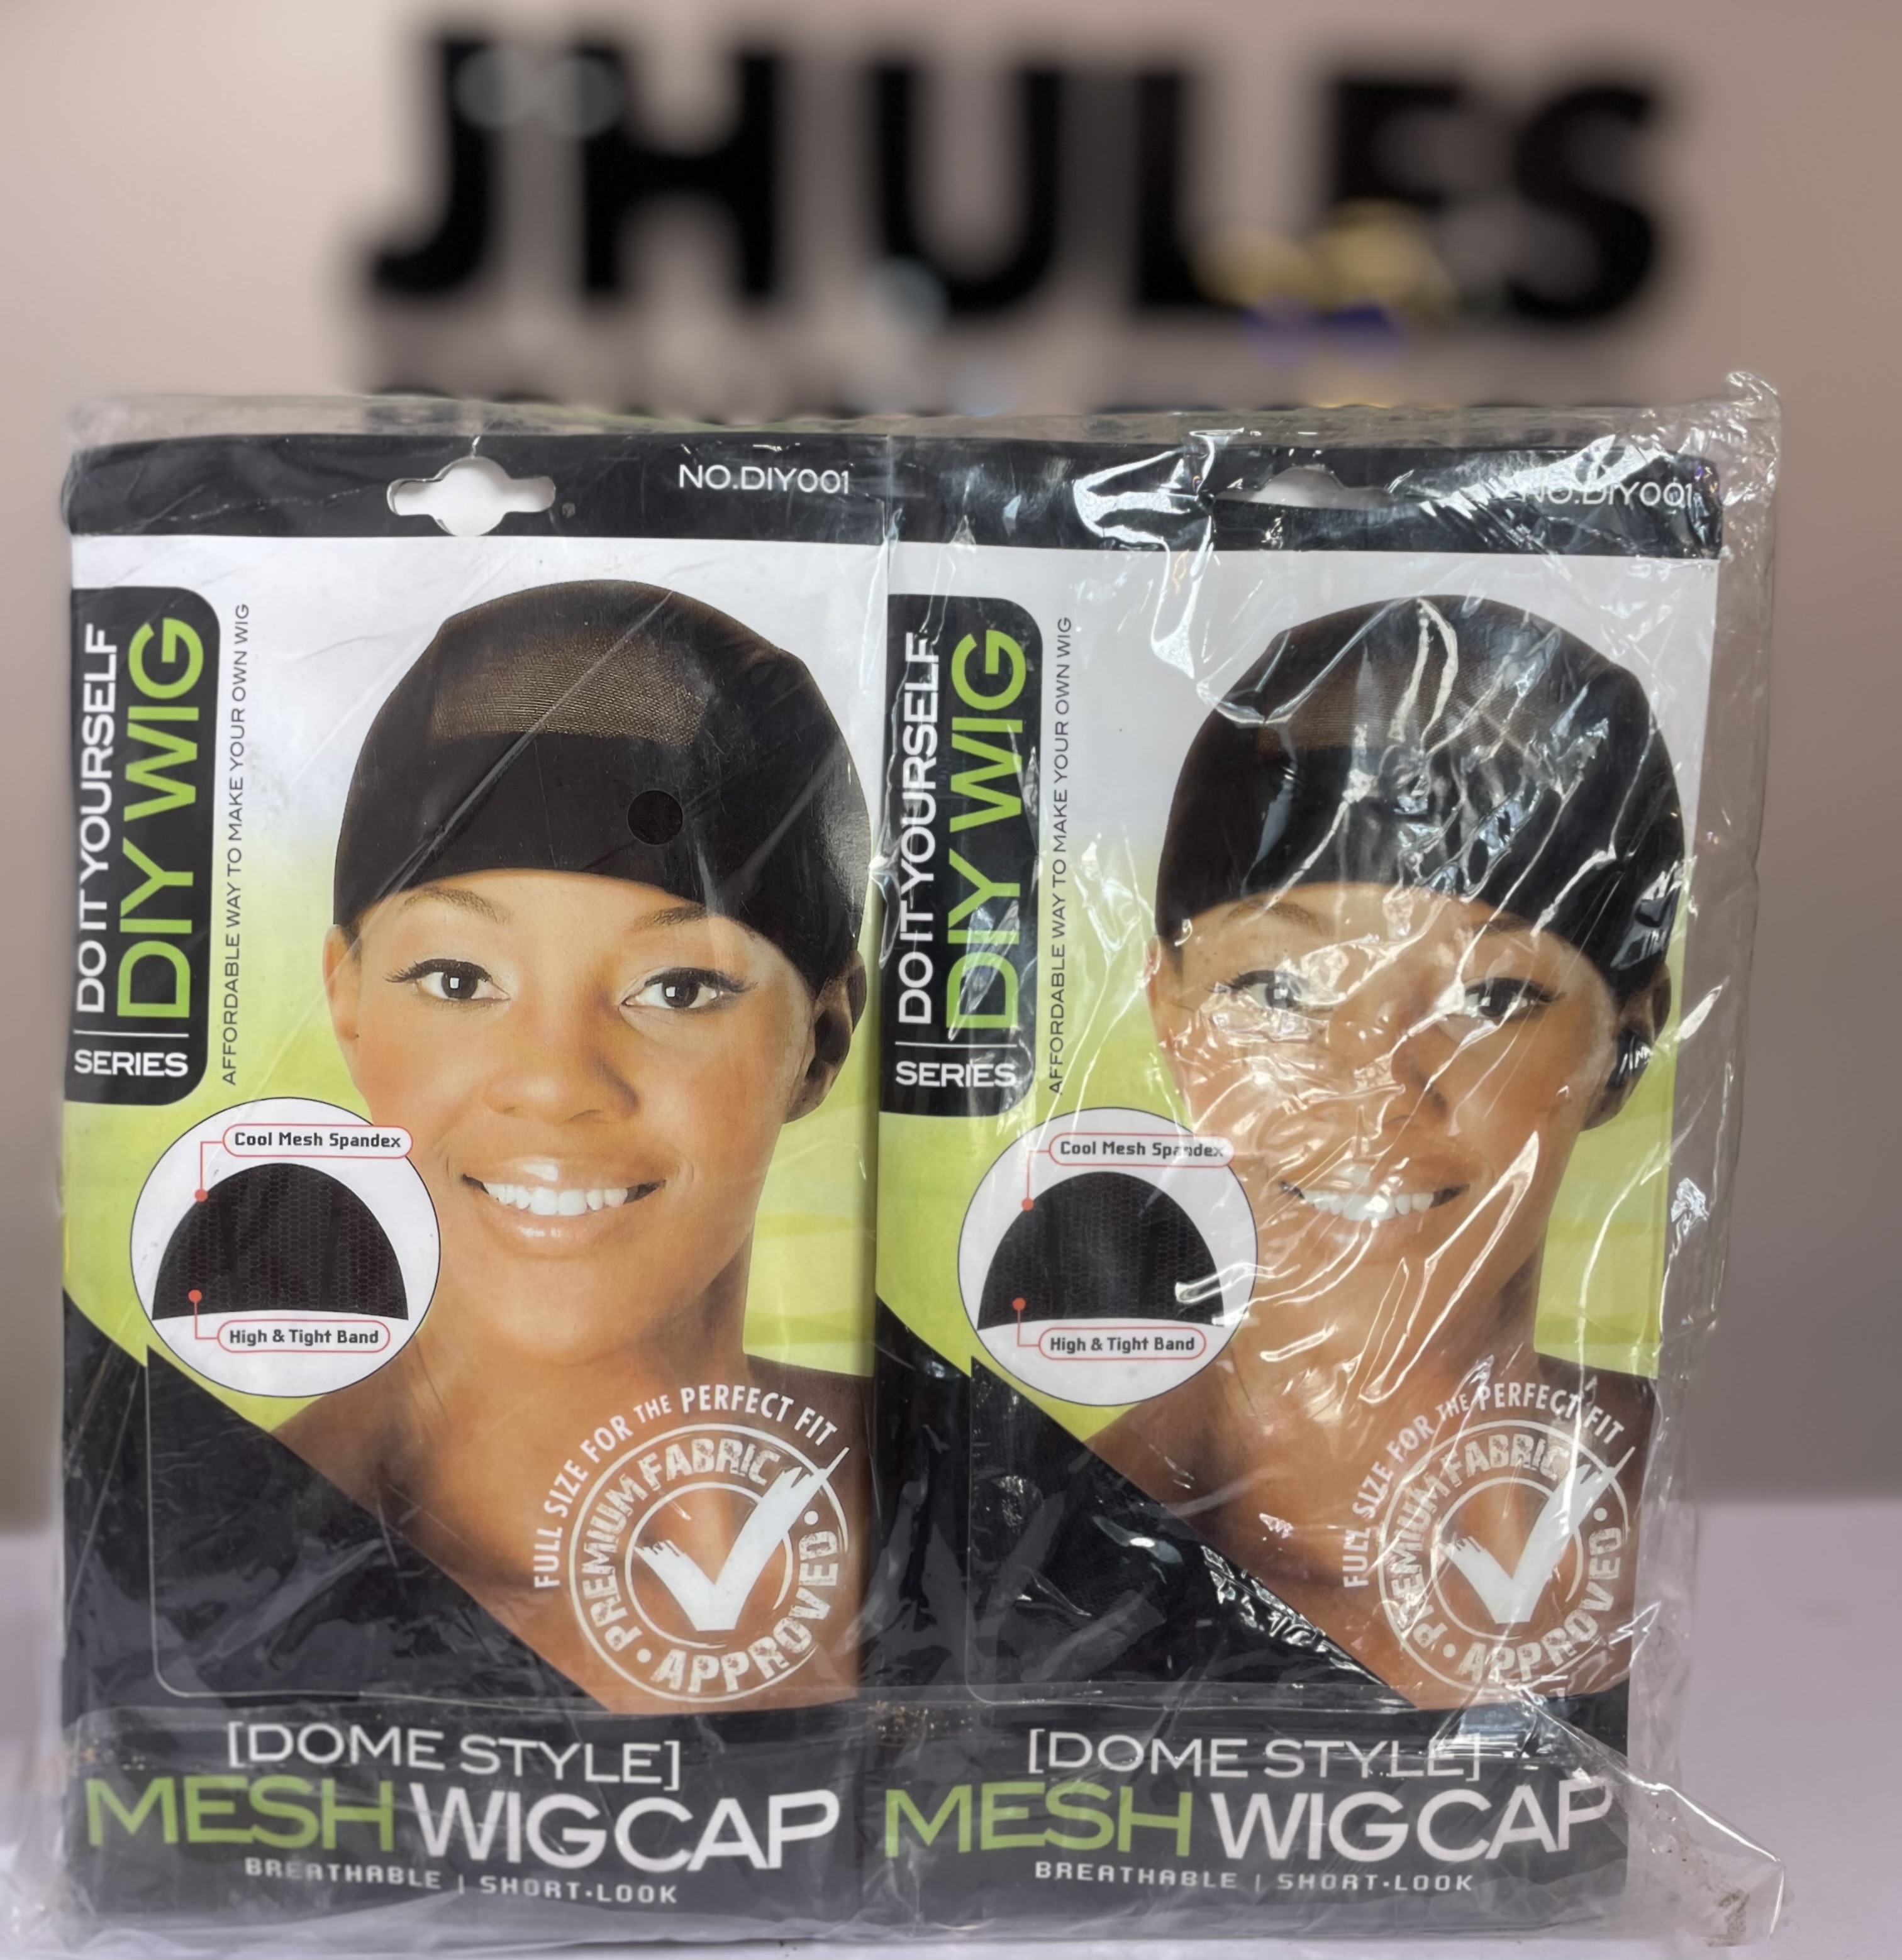 JHULES
NO.DIY001
DO IT YOURSELF
DIY WIG
SERIES
AFFORDABLE WAY TO MAKE YOUR OWN WIG
Cool Mesh Spandex
High & Tight Band
FULL SIZE FOR THE PERFECT FIT
PREMIUM FABRIC
APPROVED
[DOME STYLE]
MESH WIGCAP
BREATHABLE | SHORT-LOOK
NO.DIY001
DO IT YOURSELF
DIY WIG
SERIES
AFFORDABLE WAY TO MAKE YOUR OWN WIG
Cool Mesh Spandex
High & Tight Band
FULL SIZE FOR THE PERFECT FIT
PREMIUM FABRIC
APPROVED
[DOME STYLE]
MESH WIGCAP
BREATHABLE | SHORT-LOOK